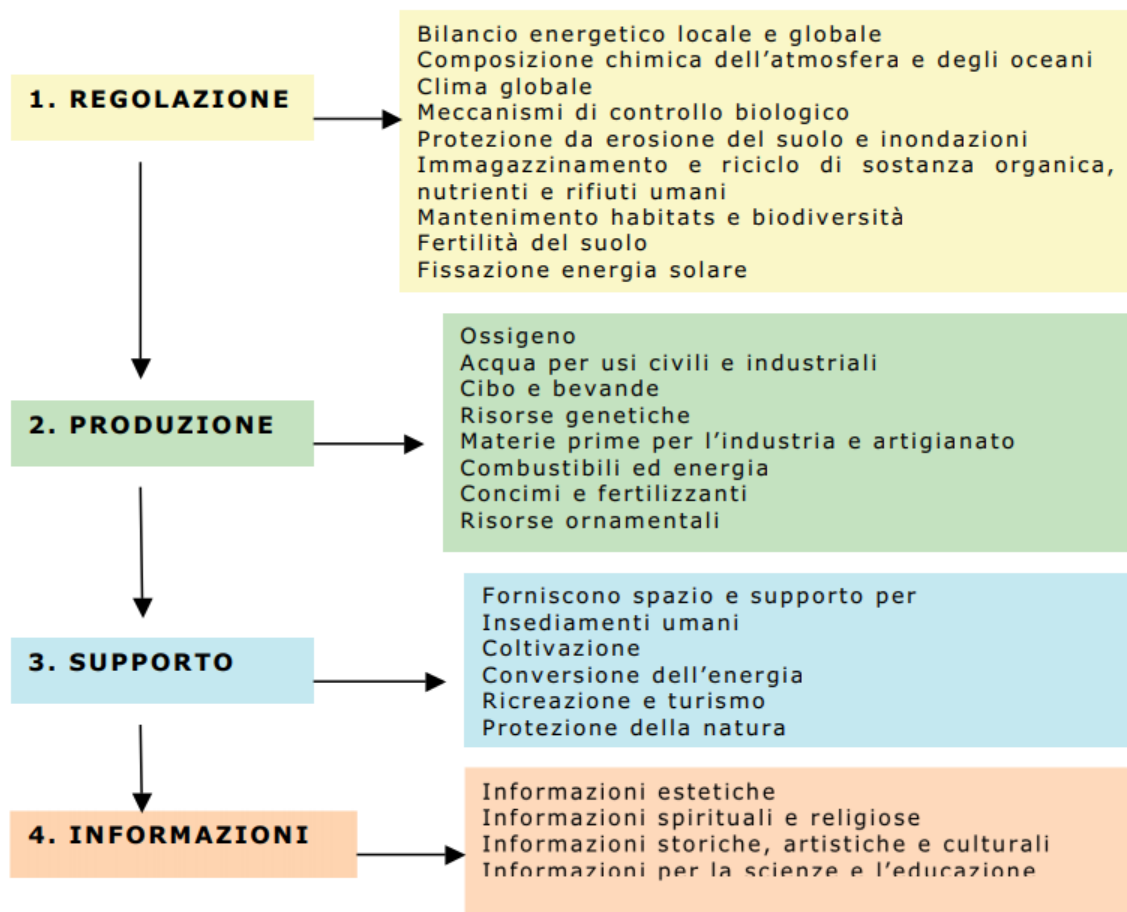 1. REGOLAZIONE
Bilancio energetico locale e globale
Composizione chimica dell'atmosfera e degli oceani
Clima globale
Meccanismi di controllo biologico
Protezione da erosione del suolo e inondazioni
Immagazzinamento e riciclo di sostanza organica,
nutrienti e rifiuti umani
Mantenimento habitats e biodiversità
Fertilità del suolo
Fissazione energia solare
2. PRODUZIONE
Ossigeno
Acqua per usi civili e industriali
Cibo e bevande
Risorse genetiche
Materie prime per l'industria e artigianato
Combustibili ed energia
Concimi e fertilizzanti
Risorse ornamentali
3. SUPPORTO
Forniscono spazio e supporto per
Insediamenti umani
Coltivazione
Conversione dell'energia
Ricreazione e turismo
Protezione della natura
4. INFORMAZIONI
Informazioni estetiche
Informazioni spirituali e religiose
Informazioni storiche, artistiche e culturali
Informazioni per la scienze e l'educazione